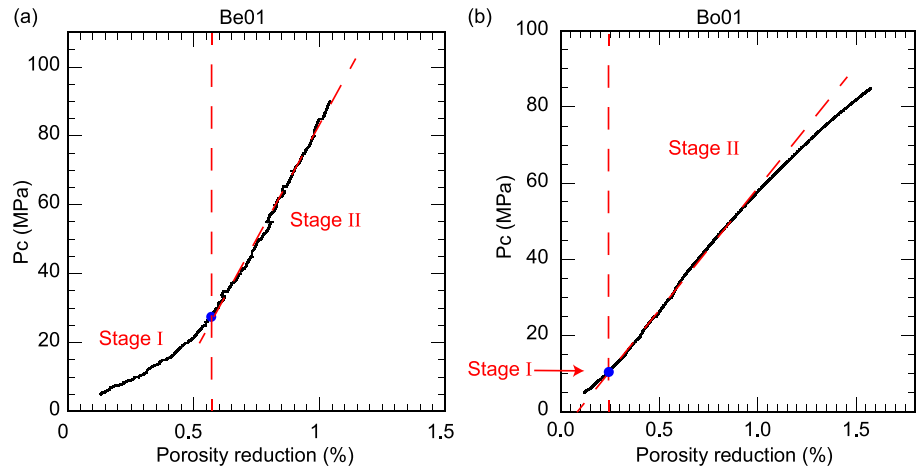 (a)
Be01
100
80
60
40
20
0
Pc (MPa)
Stage I
Stage II
0
0.5
1
1.5
Porosity reduction (%)
(b)
Bo01
100
80
60
40
20
0
Pc (MPa)
Stage II
Stage I
0.0
0.5
1.0
1.5
Porosity reduction (%)